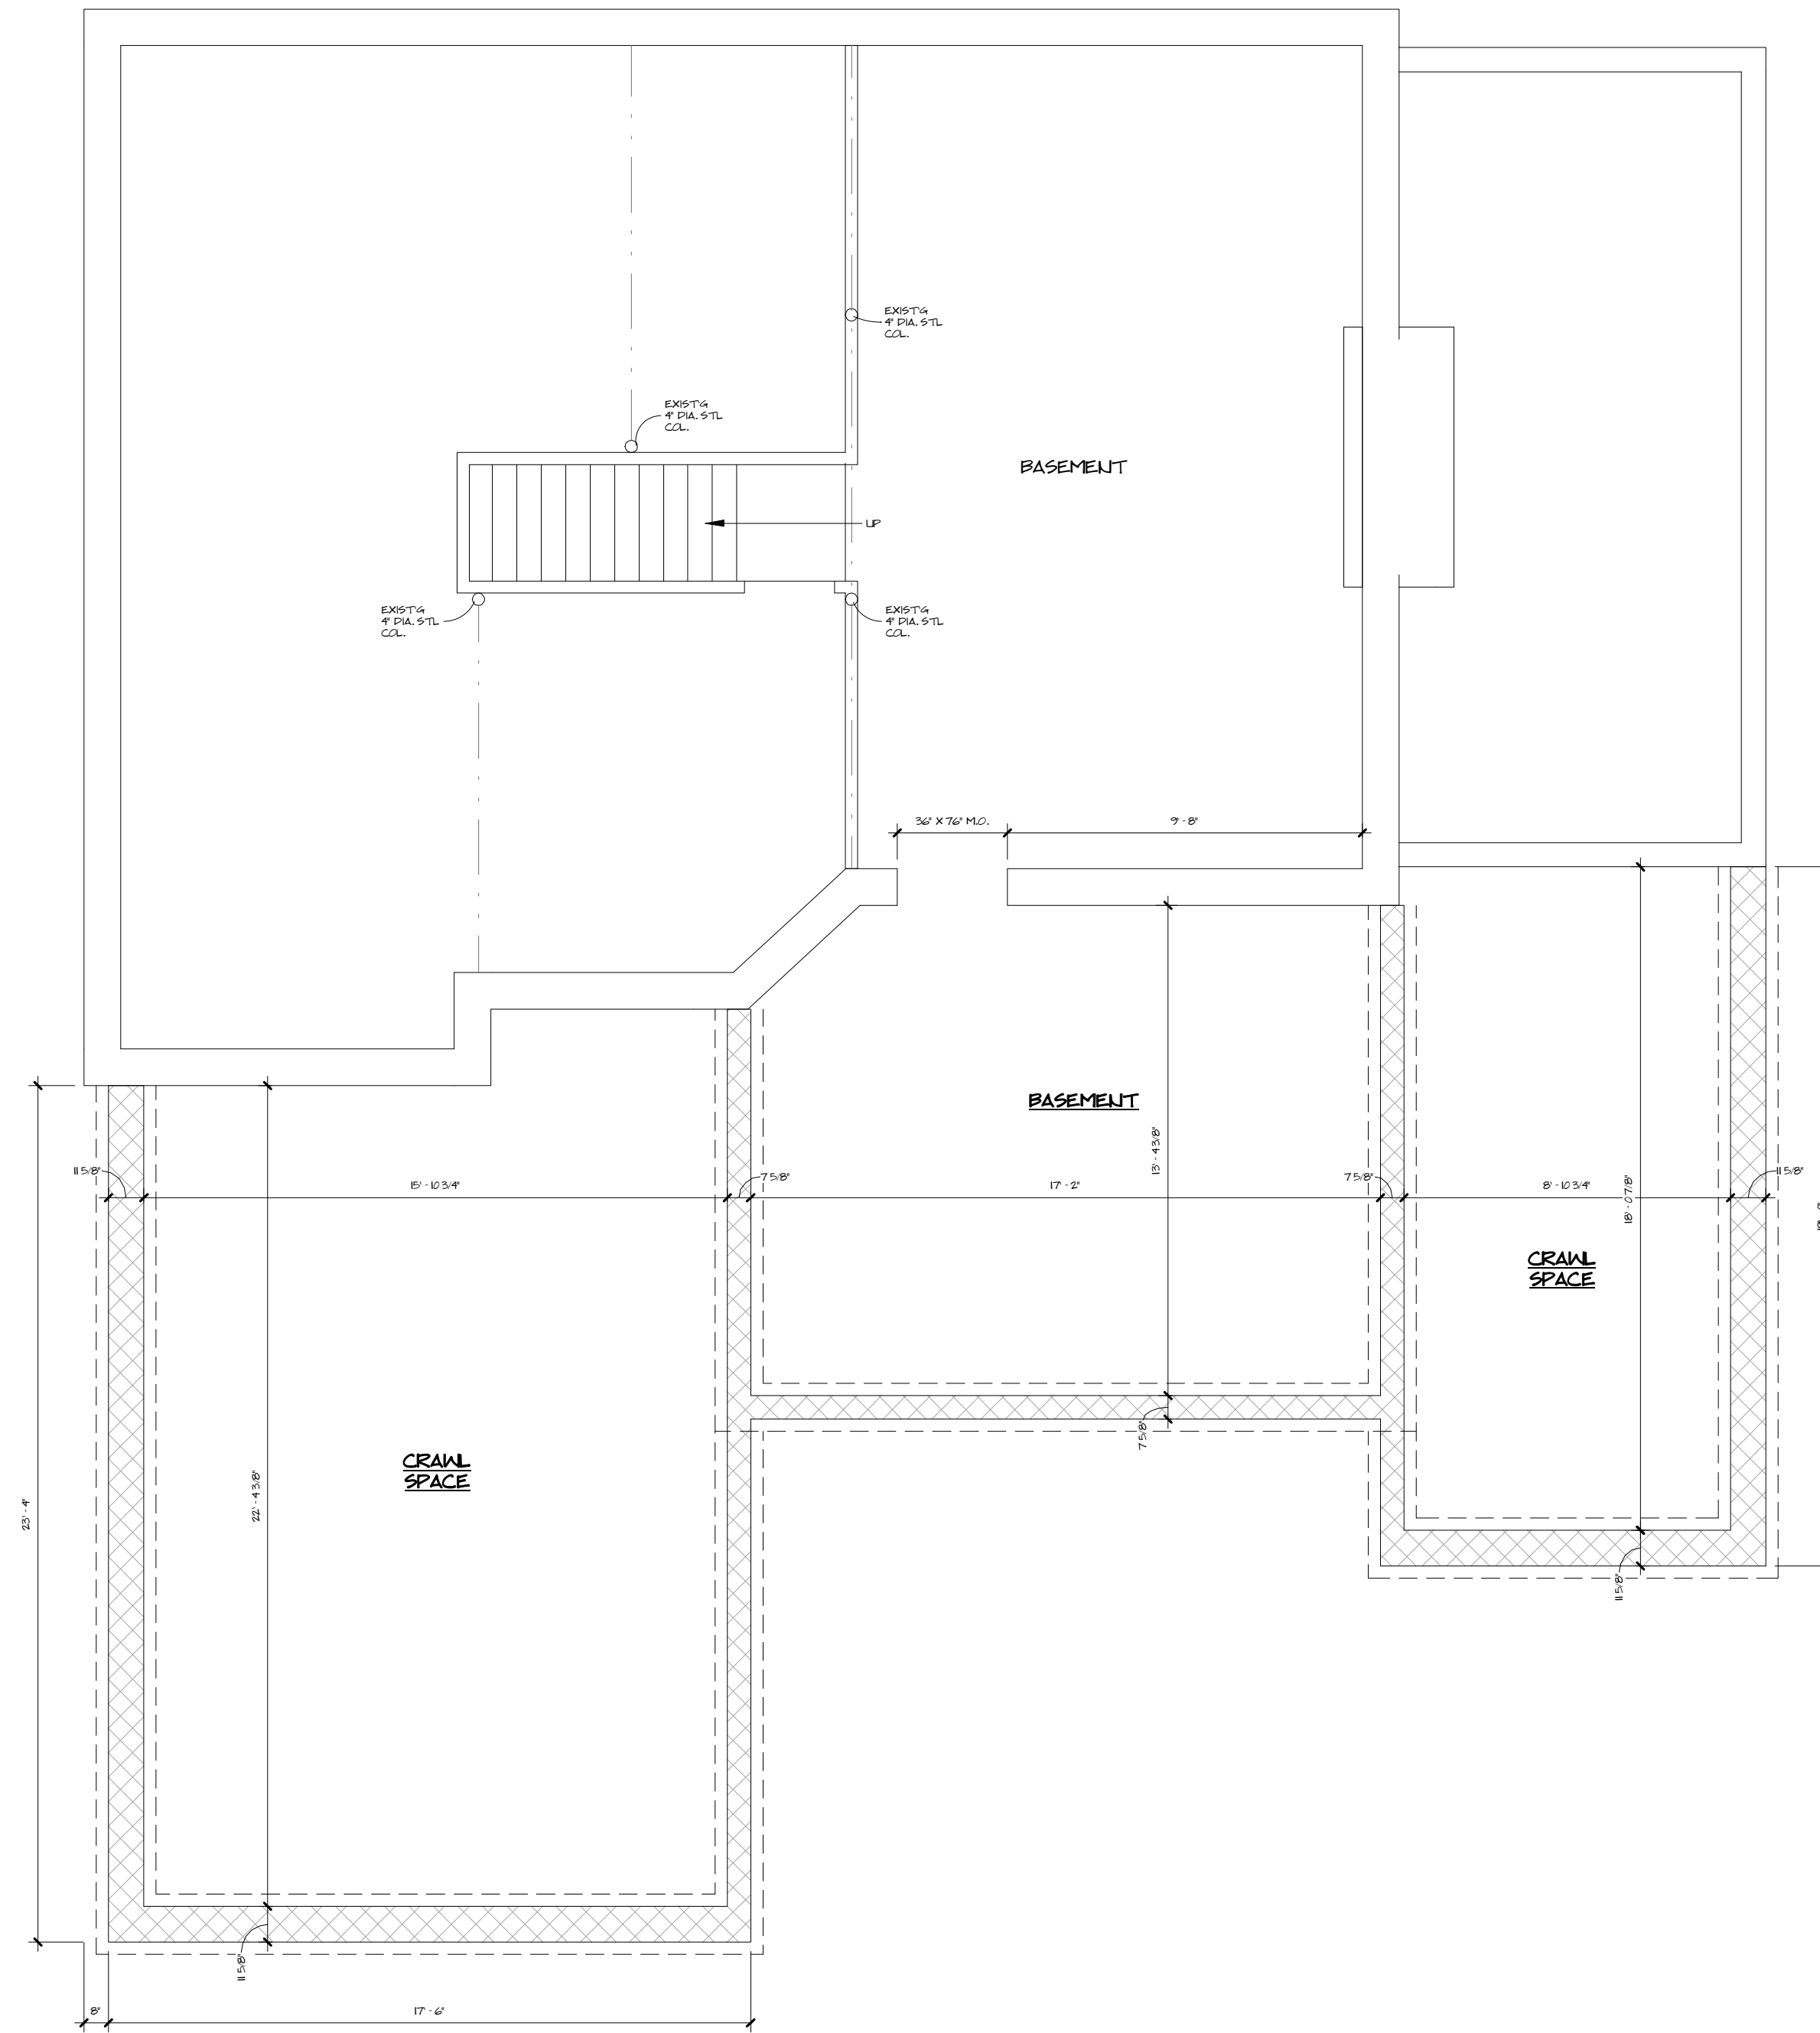 EXIST'G
4" DIA. STL
COL.
EXIST'G
4" DIA. STL
COL.
BASEMENT
UP
EXIST'G
4" DIA. STL
COL.
EXIST'G
4" DIA. STL
COL.
36" X 76" M.O.
9' - 8"
BASEMENT
13' - 4 3/8"
11 5/8"
15' - 10 3/4"
7 5/8"
17' - 2"
7 5/8"
8' - 10 3/4"
18' - 0 7/8"
11 5/8"
CRAWL
SPACE
7 5/8"
CRAWL
SPACE
22' - 4 3/8"
23' - 4"
11 5/8"
11 5/8"
8"
17' - 6"